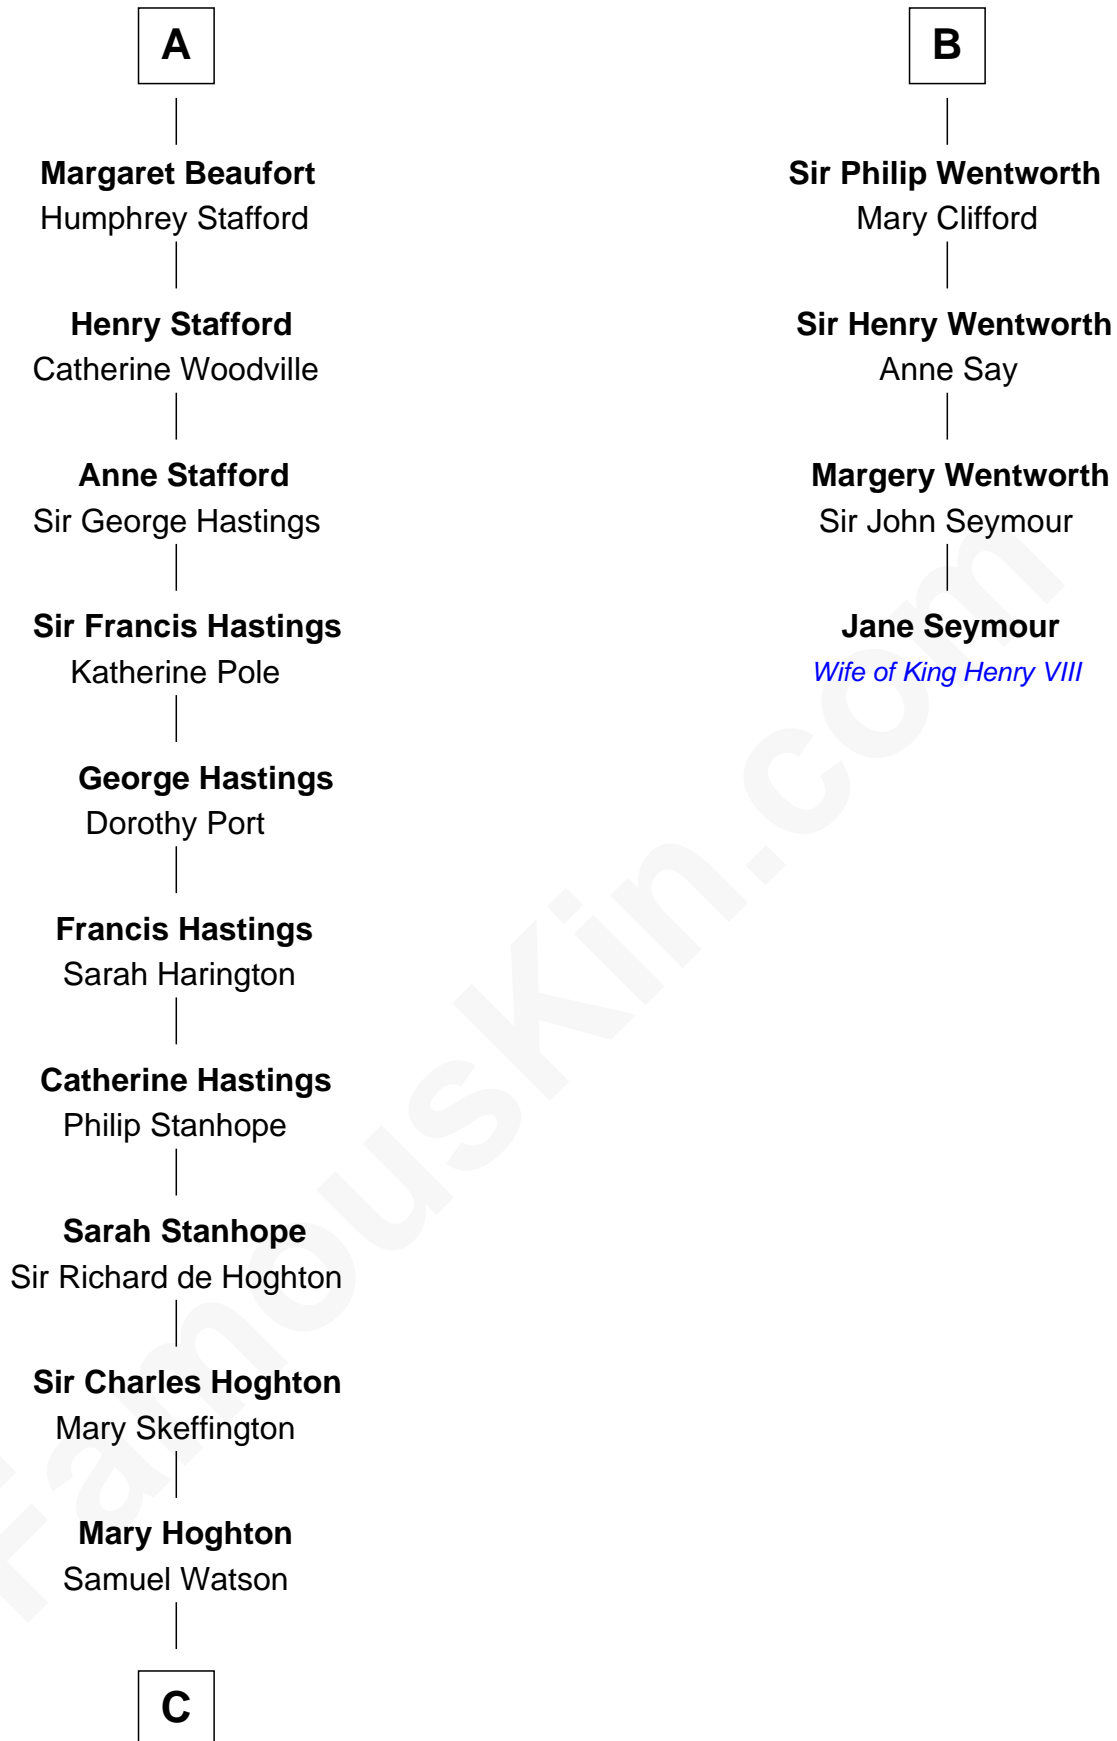 A
Margaret Beaufort
Humphrey Stafford
Henry Stafford
Catherine Woodville
Anne Stafford
Sir George Hastings
Sir Francis Hastings
Katherine Pole
George Hastings
Dorothy Port
Francis Hastings
Sarah Harington
Catherine Hastings
Philip Stanhope
Sarah Stanhope
Sir Richard de Hoghton
Sir Charles Hoghton
Mary Skeffington
Mary Hoghton
Samuel Watson
C
B
Sir Philip Wentworth
Mary Clifford
Sir Henry Wentworth
Anne Say
Margery Wentworth
Sir John Seymour
Jane Seymour
Wife of King Henry VIII
FamousKin.com